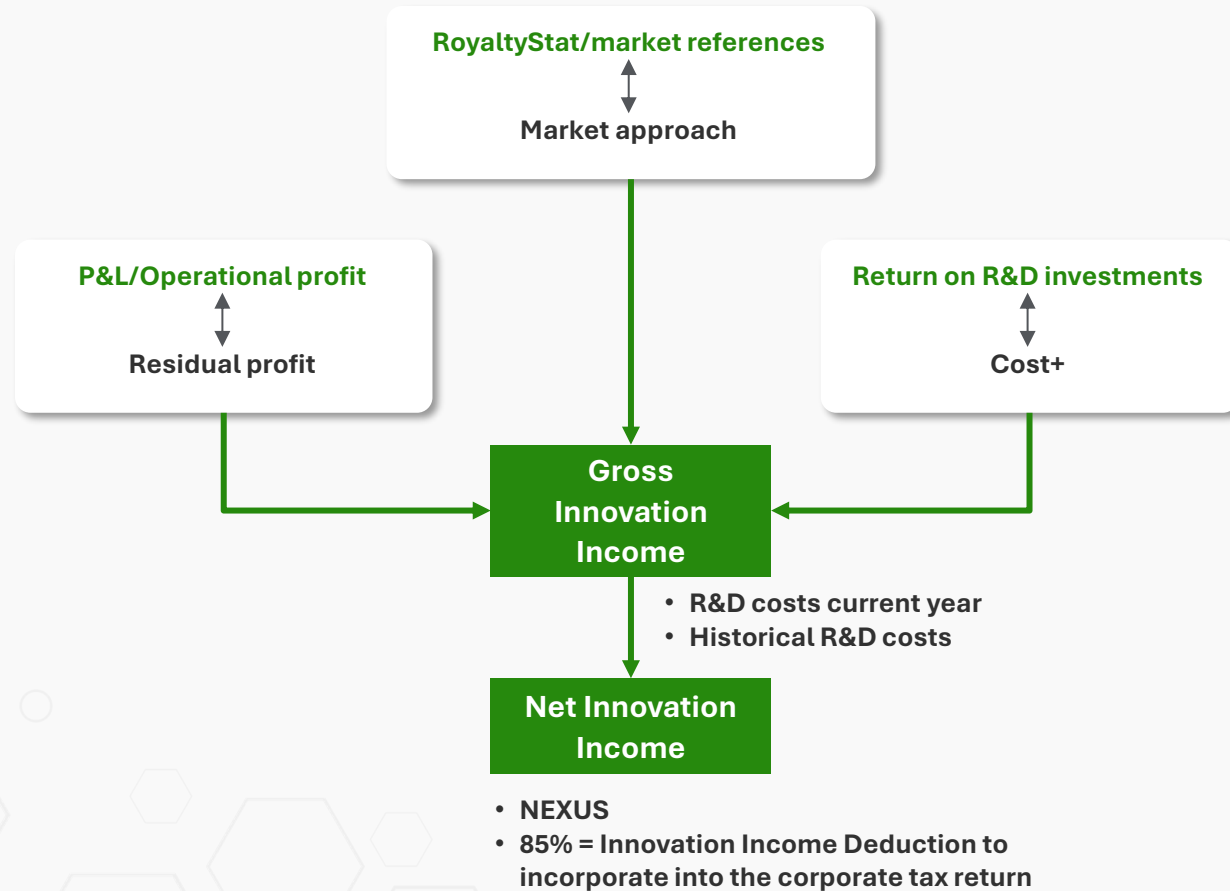 RoyaltyStat/market references
Market approach
P&L/Operational profit
Residual profit
Return on R&D investments
Cost+
Gross
Innovation
Income
• R&D costs current year
• Historical R&D costs
Net Innovation
Income
• NEXUS
• 85% = Innovation Income Deduction to
incorporate into the corporate tax return